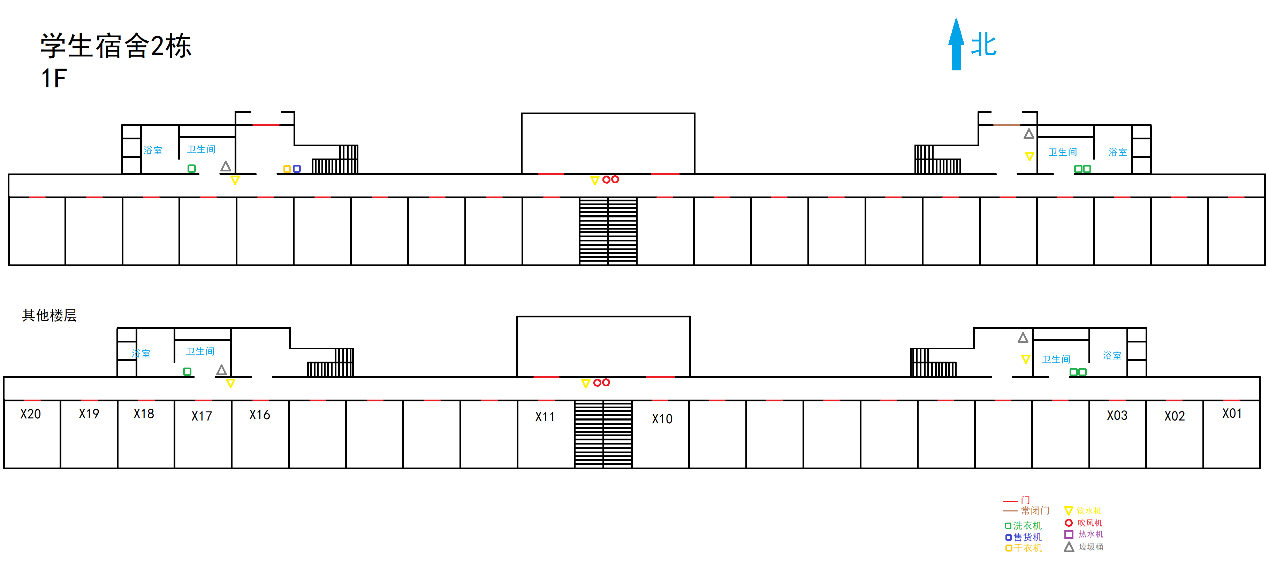 学生宿舍2栋
1F
北
浴室
卫生间
卫生间
浴室
其他楼层
浴室
卫生间
卫生间
浴室
X20
X19
X18
X17
X16
X11
X10
X03
X02
X01
门
常闭门
洗衣机
售货机
干衣机
饮水机
吹风机
热水机
垃圾桶